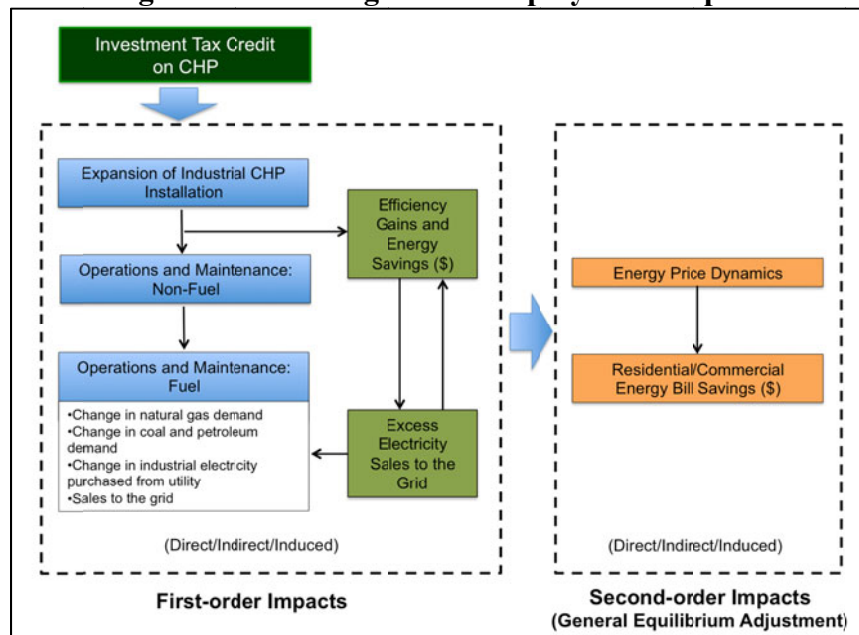 Investment Tax Credit
on CHP
Expansion of Industrial CHP
Installation
Efficiency
Gains and
Energy
Savings ($)
Operations and Maintenance:
Non-Fuel
Operations and Maintenance:
Fuel
•Change in natural gas demand
•Change in coal and petroleum
demand
•Change in industrial electricity
purchased from utility
•Sales to the grid
Excess
Electricity
Sales to the
Grid
(Direct/Indirect/Induced)
First-order Impacts
Energy Price Dynamics
Residential/Commercial
Energy Bill Savings ($)
(Direct/Indirect/Induced)
Second-order Impacts
(General Equilibrium Adjustment)